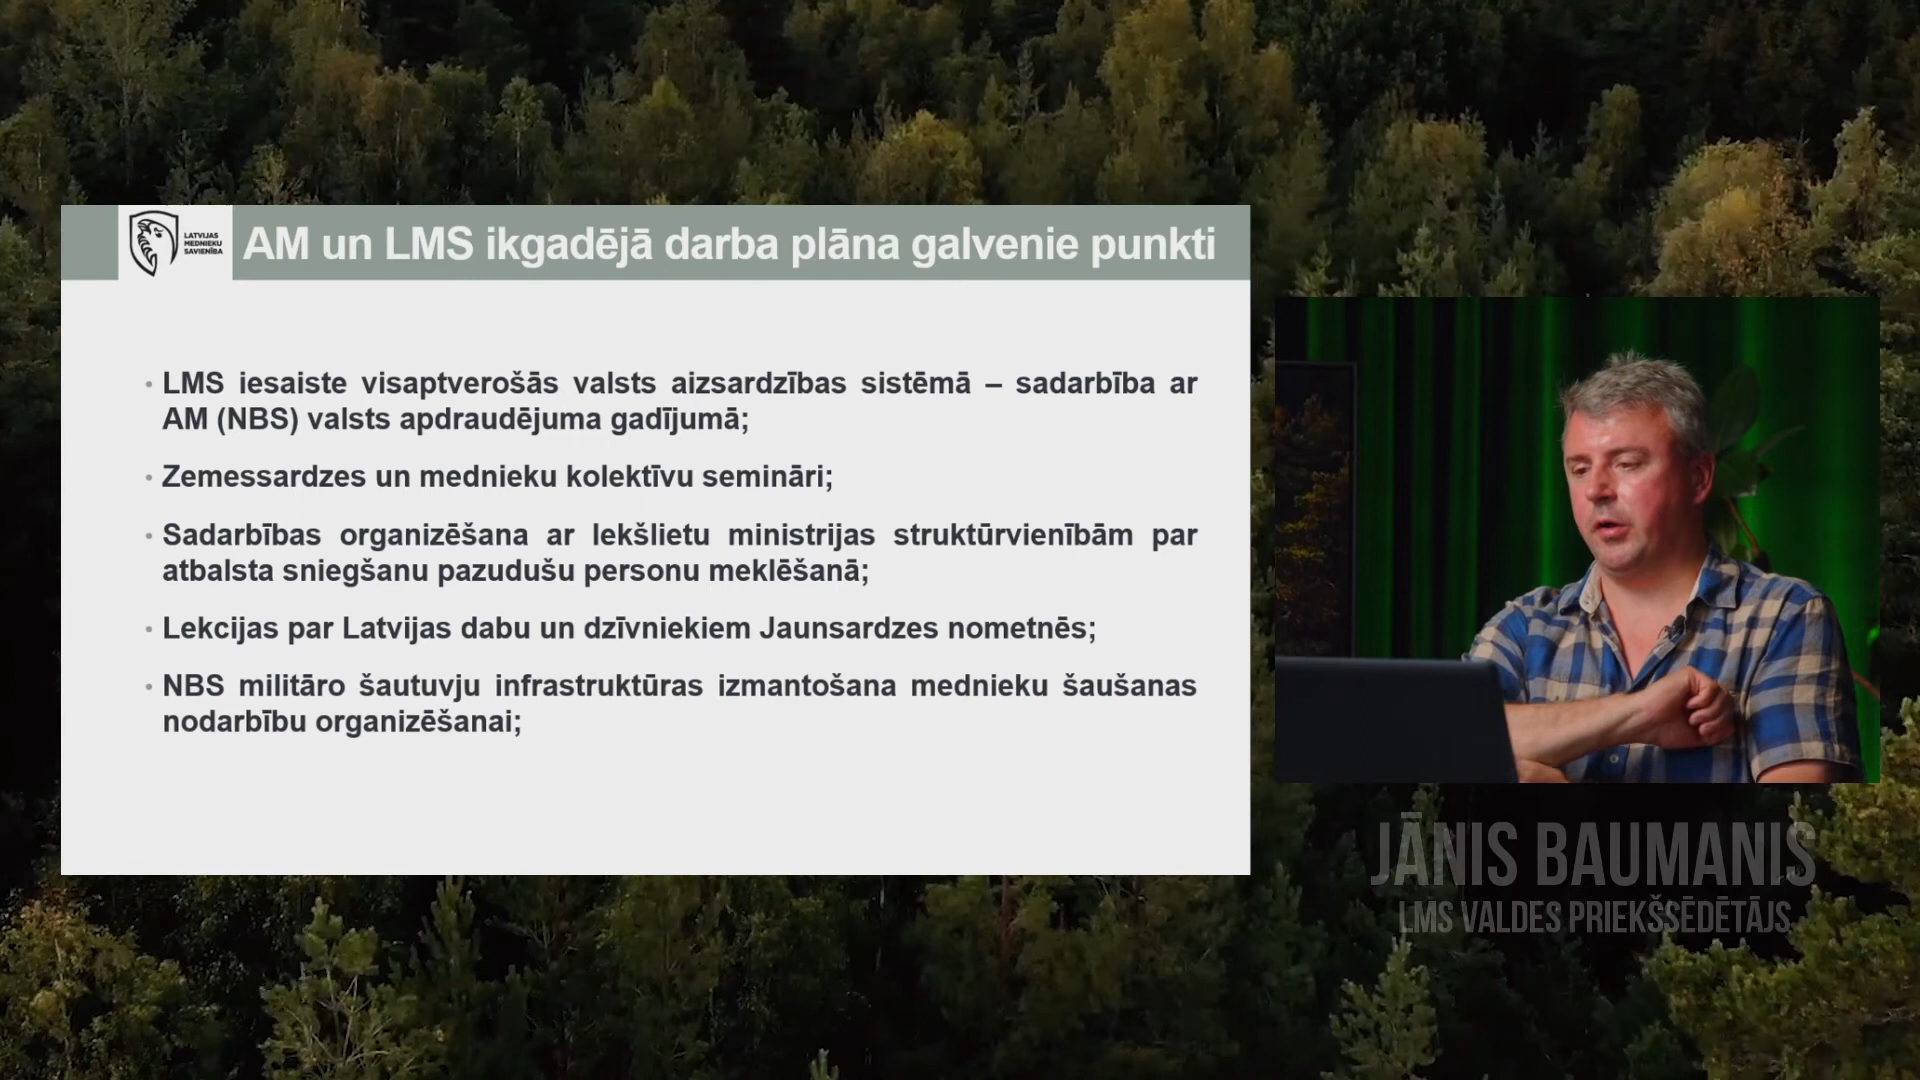 LATVIJAS
MEDNIEKU
SAVIENĪBA
AM un LMS ikgadējā darba plāna galvenie punkti
• LMS iesaiste visaptverošās valsts aizsardzības sistēmā – sadarbība ar
AM (NBS) valsts apdraudējuma gadījumā;
• Zemessardzes un mednieku kolektīvu semināri;
• Sadarbības organizēšana ar Iekšlietu ministrijas struktūrvienībām par
atbalsta sniegšanu pazudušu personu meklēšanā;
• Lekcijas par Latvijas dabu un dzīvniekiem Jaunsardzes nometnēs;
• NBS militāro šautuvju infrastruktūras izmantošana mednieku šaušanas
nodarbību organizēšanai;
JĀNIS BAUMANIS
LMS VALDES PRIEKŠSĒDĒTĀJS